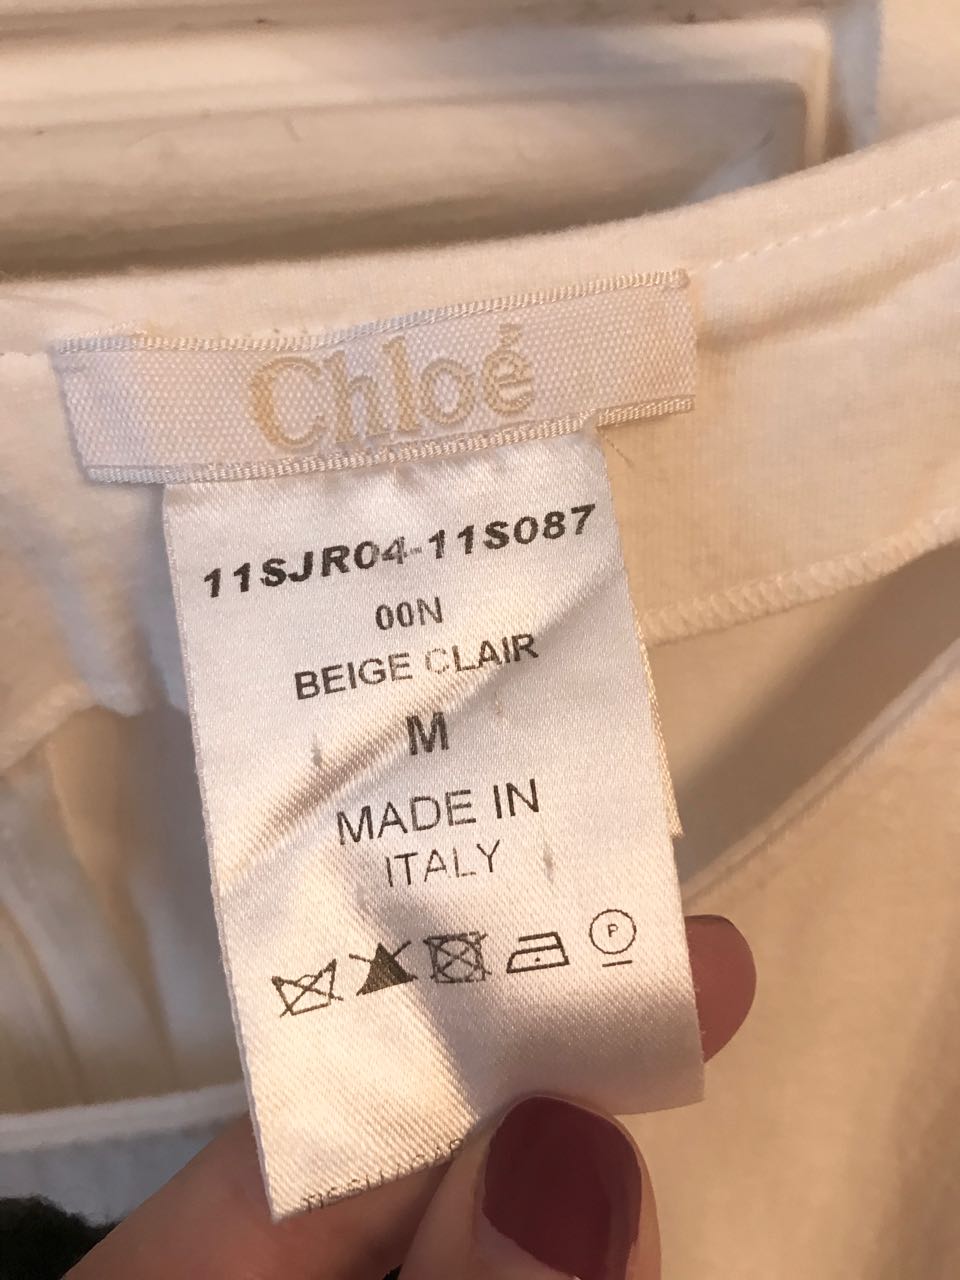 Chloé
11SJR04-11S087
00N
BEIGE CLAIR
M
MADE IN
ITALY
P